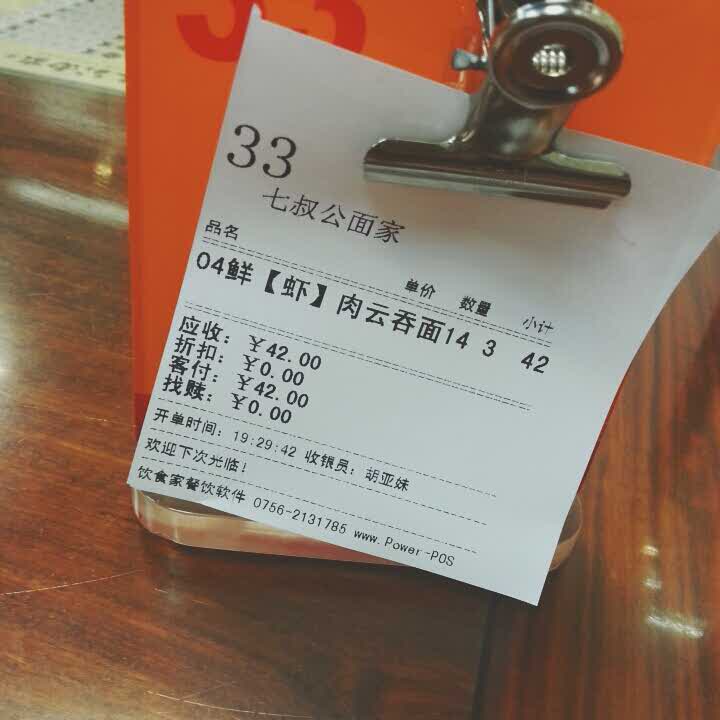 33
33
七叔公面家
品名 单价 数量 小计
04鲜【虾】肉云吞面14 3 42
应收: ￥42.00
折扣: ￥0.00
客付: ￥42.00
找赎: ￥0.00
开单时间: 19:29:42 收银员: 胡亚妹
欢迎下次光临!
饮食家餐饮软件 0756-2131785 www.Power-POS